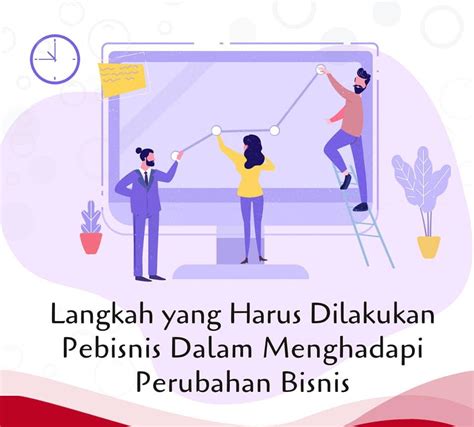 Langkah yang Harus Dilakukan
Pebisnis Dalam Menghadapi
Perubahan Bisnis